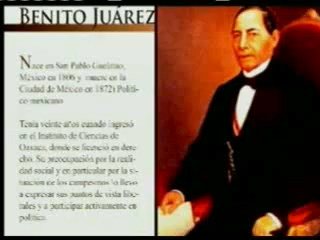 BENITO JUÁREZ
Nace en San Pablo Guelatao,
México en 1806 y muere en la
Ciudad de México en 1872) Políti-
co mexicano
Tenía veinte años cuando ingresó
en el Instituto de Ciencias de
Oaxaca, donde se licenció en dere-
cho. Su preocupación por la reali-
dad social y en particular por la si-
tuación de los campesinos lo llevó
a expresar sus puntos de vista libe-
rales y a participar activamente en
política.